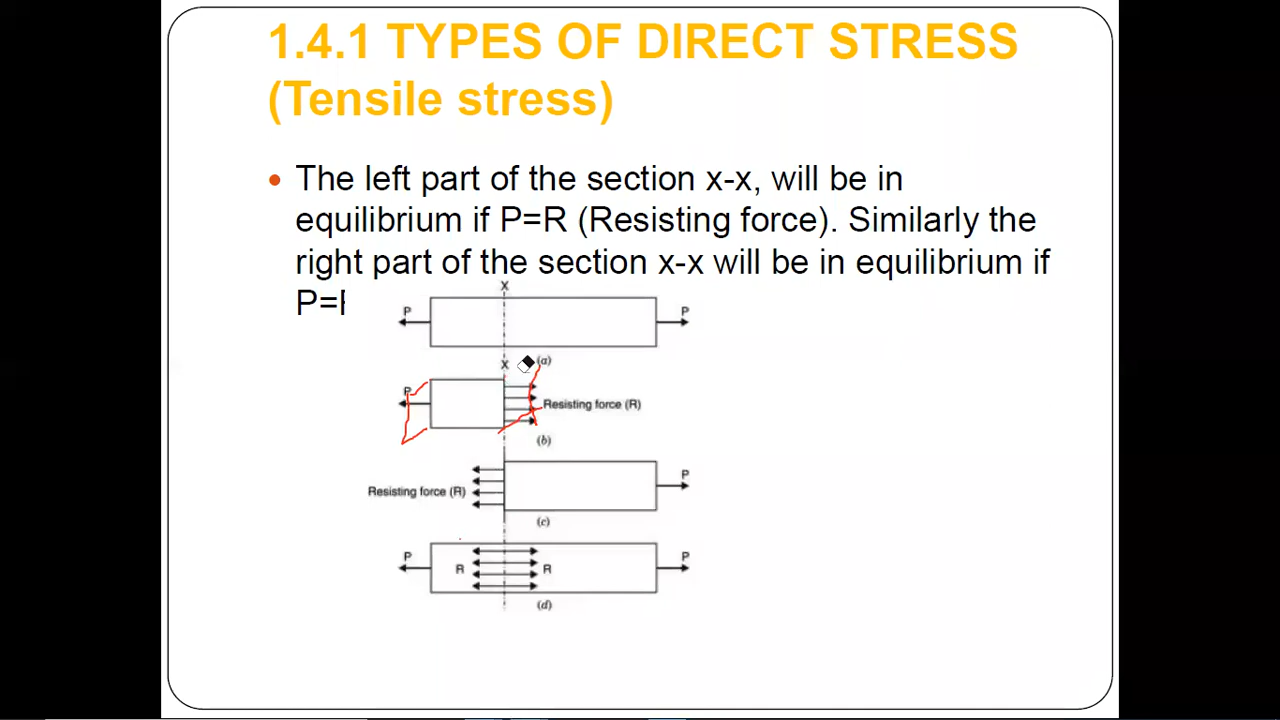 1.4.1 TYPES OF DIRECT STRESS
(Tensile stress)
• The left part of the section x-x, will be in
equilibrium if P=R (Resisting force). Similarly the
right part of the section x-x will be in equilibrium if
P=
X
P P
X (a)
P
Resisting force (R)
(b)
P
Resisting force (R)
(c)
P P
R R
(d)